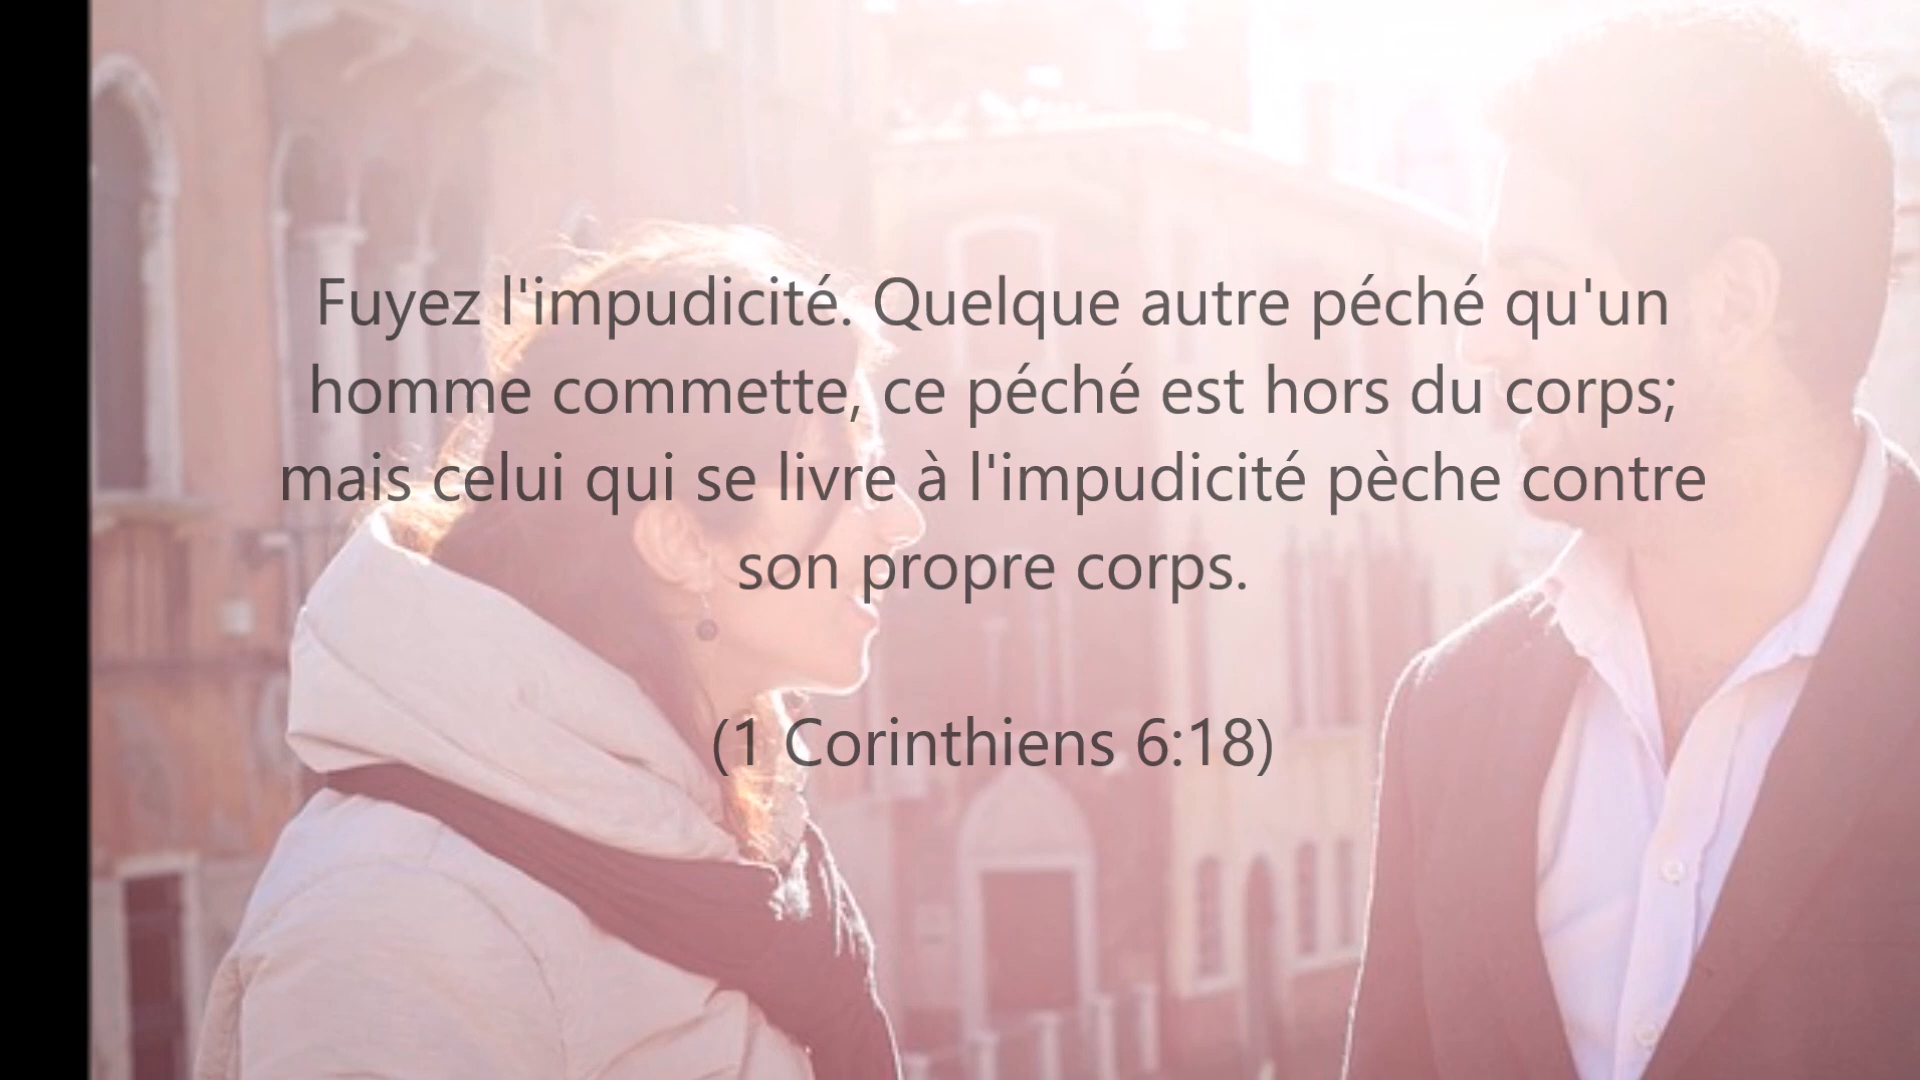 Fuyez l'impudicité. Quelque autre péché qu'un
homme commette, ce péché est hors du corps;
mais celui qui se livre à l'impudicité pèche contre
son propre corps.
(1 Corinthiens 6:18)